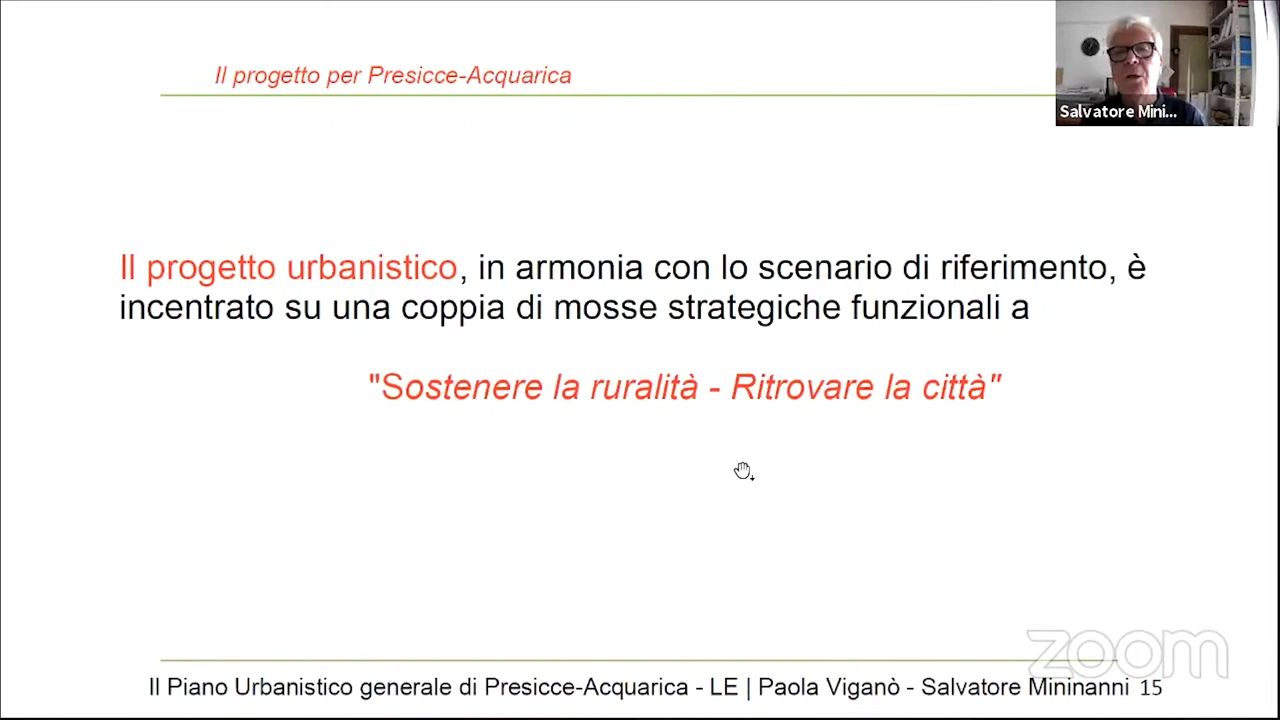 Il progetto per Presicce-Acquarica
Salvatore Mini...
Il progetto urbanistico, in armonia con lo scenario di riferimento, è
incentrato su una coppia di mosse strategiche funzionali a
"Sostenere la ruralità - Ritrovare la città"
zoom
Il Piano Urbanistico generale di Presicce-Acquarica - LE | Paola Viganò - Salvatore Mininanni 15